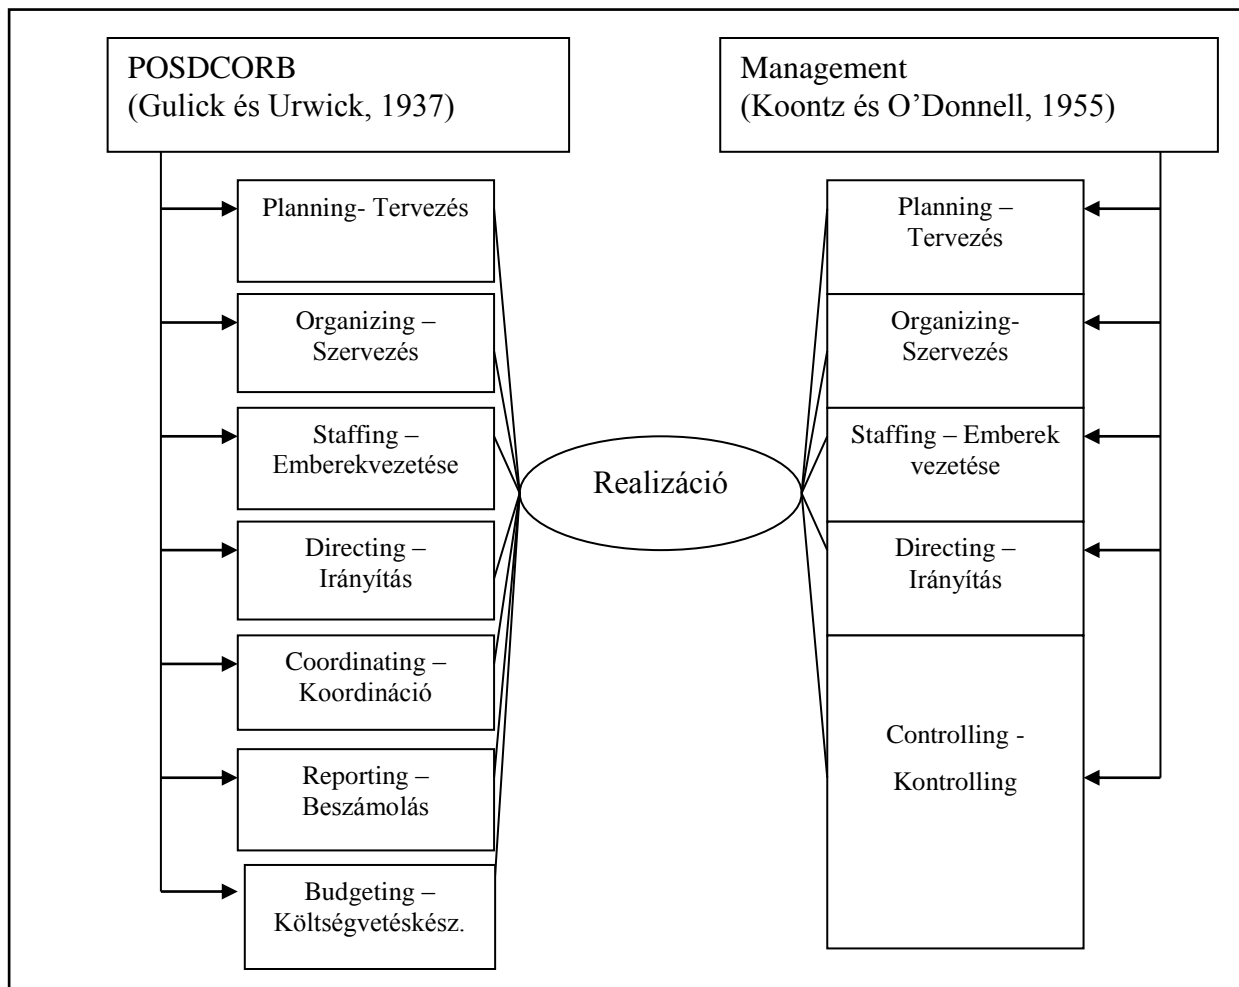 POSDCORB
(Gulick és Urwick, 1937)
Planning- Tervezés
Organizing –
Szervezés
Staffing –
Emberekvezetése
Directing –
Irányítás
Coordinating –
Koordináció
Reporting –
Beszámolás
Budgeting –
Költségvetéskész.
Realizáció
Management
(Koontz és O’Donnell, 1955)
Planning –
Tervezés
Organizing-
Szervezés
Staffing – Emberek
vezetése
Directing –
Irányítás
Controlling -
Kontrolling